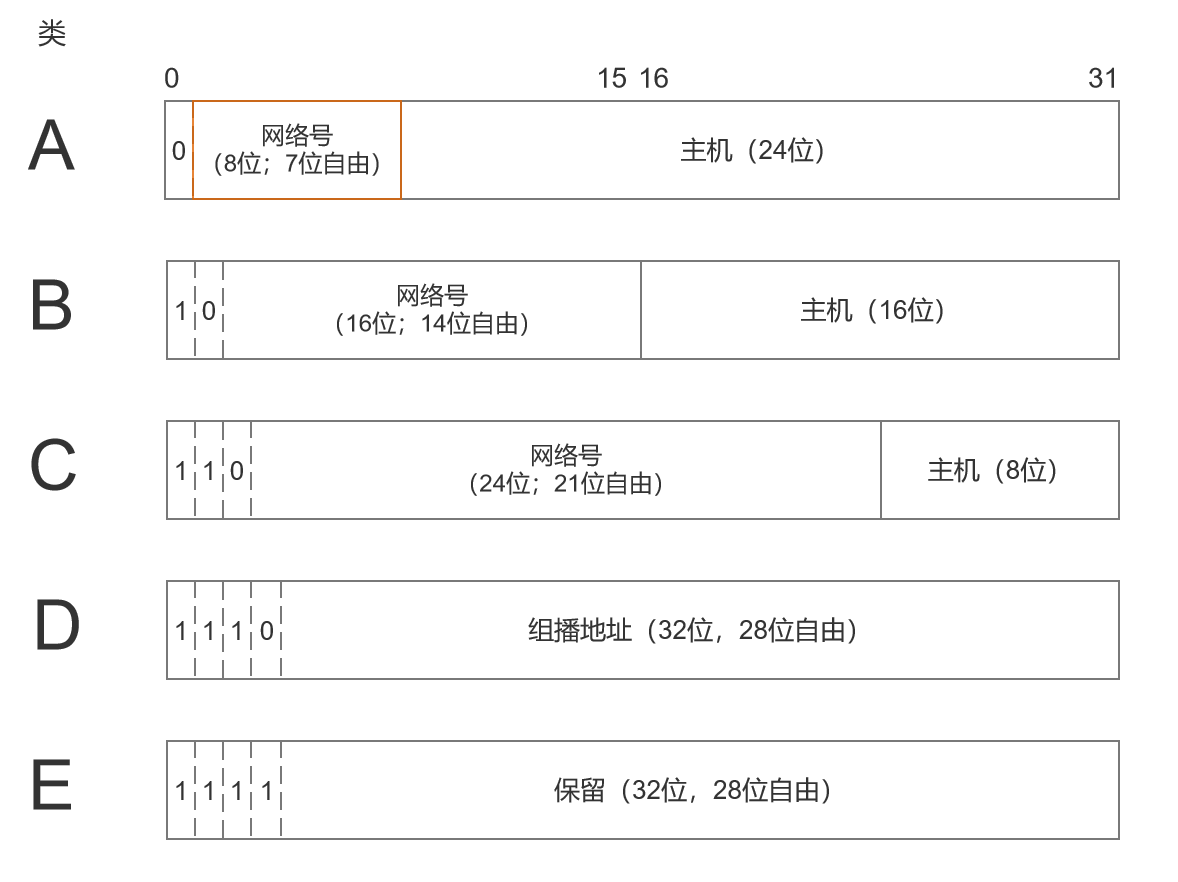 类
0 15 16 31
A
0
网络号
（8位；7位自由）
主机（24位）
B
1 0
网络号
（16位；14位自由）
主机（16位）
C
1 1 0
网络号
（24位；21位自由）
主机（8位）
D
1 1 1 0
组播地址（32位，28位自由）
E
1 1 1 1
保留（32位，28位自由）